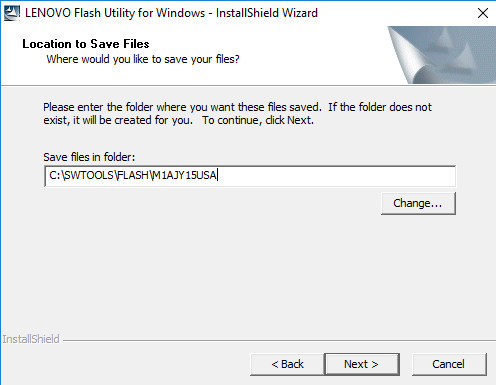 LENOVO Flash Utility for Windows - InstallShield Wizard
Location to Save Files
Where would you like to save your files?
Please enter the folder where you want these files saved.  If the folder does not
exist, it will be created for you.   To continue, click Next.
Save files in folder:
C:\SWTOOLS\FLASH\M1AJY15USA
Change...
InstallShield
< Back
Next >
Cancel